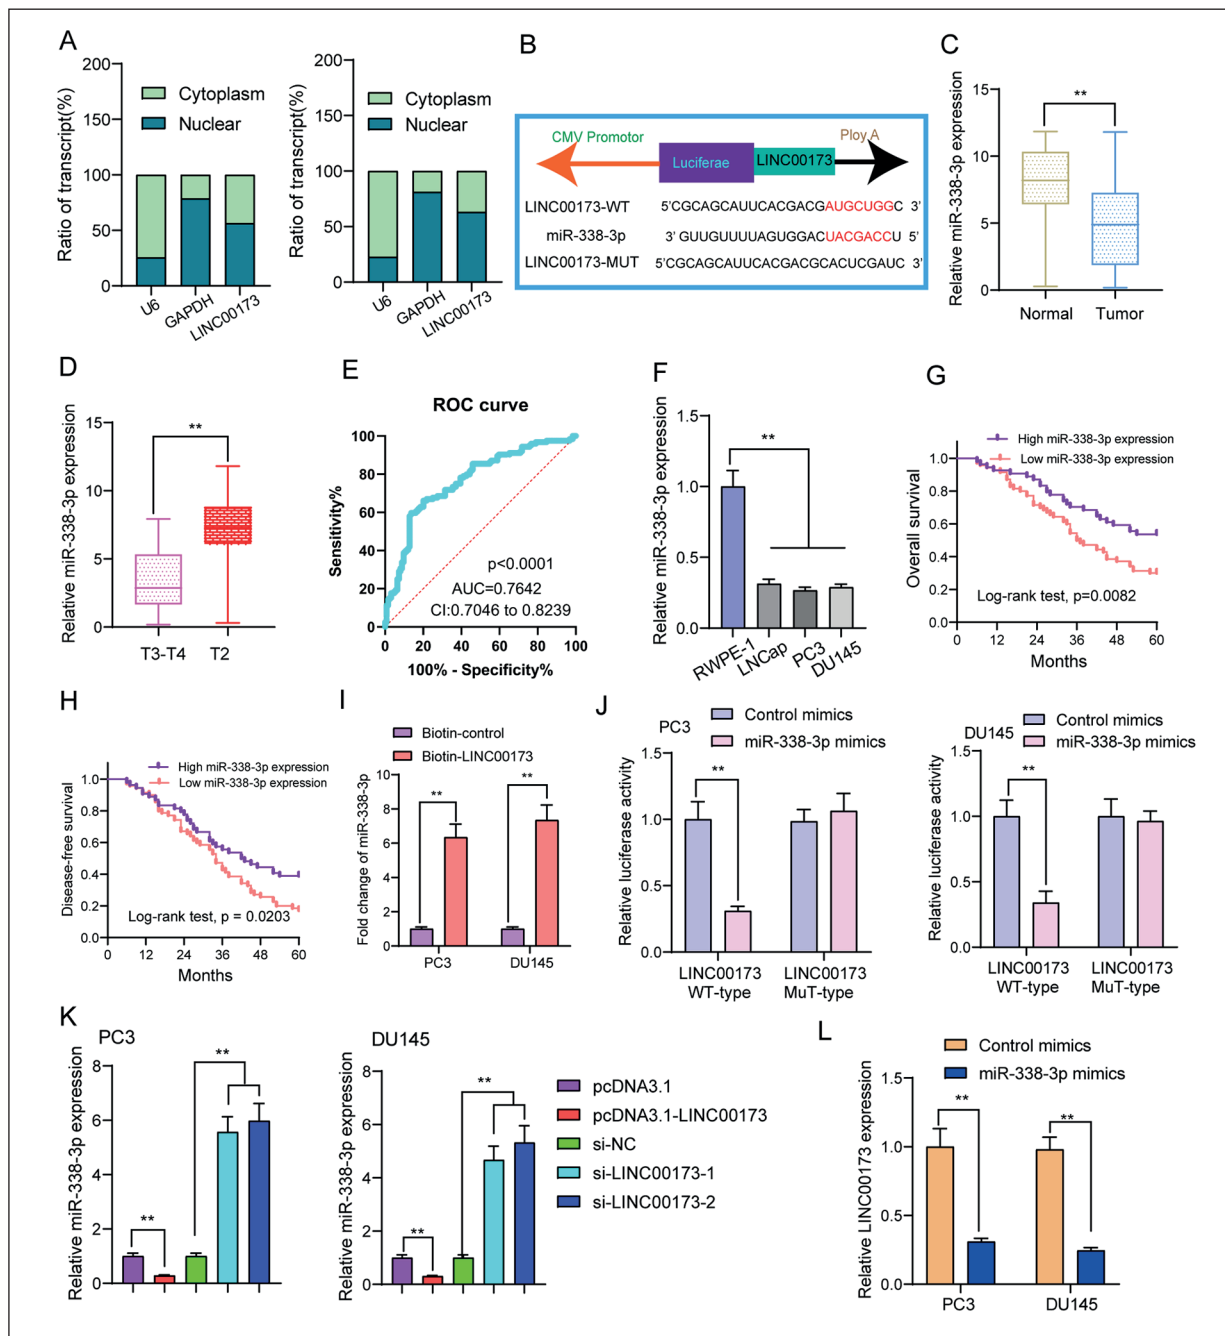 A
200
150
100
50
0
Ratio of transcript(%)
Cytoplasm
Nuclear
U6
GAPDH
LINC00173
200
150
100
50
0
Ratio of transcript(%)
Cytoplasm
Nuclear
U6
GAPDH
LINC00173
B
CMV Promotor
Ploy A
Luciferae
LINC00173
LINC00173-WT 5'CGCAGCAUUCACGACGAUGCUGGC 3'
miR-338-3p 3' GUUGUUUUAGUGGACUACGACCU 5'
LINC00173-MUT 5'CGCAGCAUUCACGACGCACUCGAUC 3'
C
Relative miR-338-3p expression
15
10
5
0
**
Normal Tumor
D
Relative miR-338-3p expression
15
10
5
0
**
T3-T4 T2
E
ROC curve
Sensitivity%
100
80
60
40
20
0
p<0.0001
AUC=0.7642
CI:0.7046 to 0.8239
0 20 40 60 80 100
100% - Specificity%
F
Relative miR-338-3p expression
1.5
1.0
0.5
0.0
**
RWPE-1
LNCap
PC3
DU145
G
High miR-338-3p expression
Low miR-338-3p expression
Overall survival
1.0
0.8
0.6
0.4
0.2
0.0
Log-rank test, p=0.0082
0 12 24 36 48 60
Months
H
High miR-338-3p expression
Low miR-338-3p expression
Disease-free survival
1.0
0.8
0.6
0.4
0.2
0.0
Log-rank test, p = 0.0203
0 12 24 36 48 60
Months
I
Biotin-control
Biotin-LINC00173
Fold change of miR-338-3p
10
8
6
4
2
0
**
**
PC3 DU145
J
PC3
Control mimics
miR-338-3p mimics
Relative luciferase activity
1.5
1.0
0.5
0.0
**
LINC00173 LINC00173
WT-type MuT-type
DU145
Control mimics
miR-338-3p mimics
Relative luciferase activity
1.5
1.0
0.5
0.0
**
LINC00173 LINC00173
WT-type MuT-type
K
PC3
Relative miR-338-3p expression
8
6
4
2
0
**
**
DU145
Relative miR-338-3p expression
8
6
4
2
0
**
**
pcDNA3.1
pcDNA3.1-LINC00173
si-NC
si-LINC00173-1
si-LINC00173-2
L
Control mimics
miR-338-3p mimics
Relative LINC00173 expression
1.5
1.0
0.5
0.0
**
**
PC3 DU145